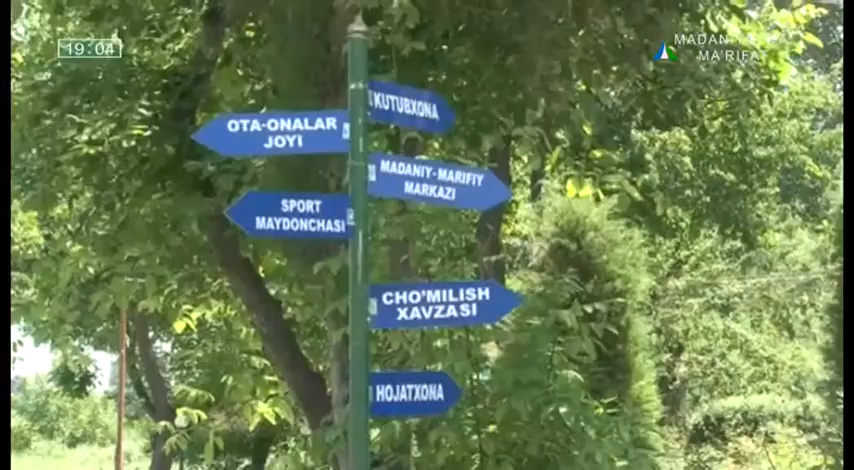 19:04
MADANIYAT VA
MA'RIFAT
KUTUBXONA
OTA-ONALAR
JOYI
MADANIY-MARIFIY
MARKAZI
SPORT
MAYDONCHASI
CHO'MILISH
XAVZASI
HOJATXONA